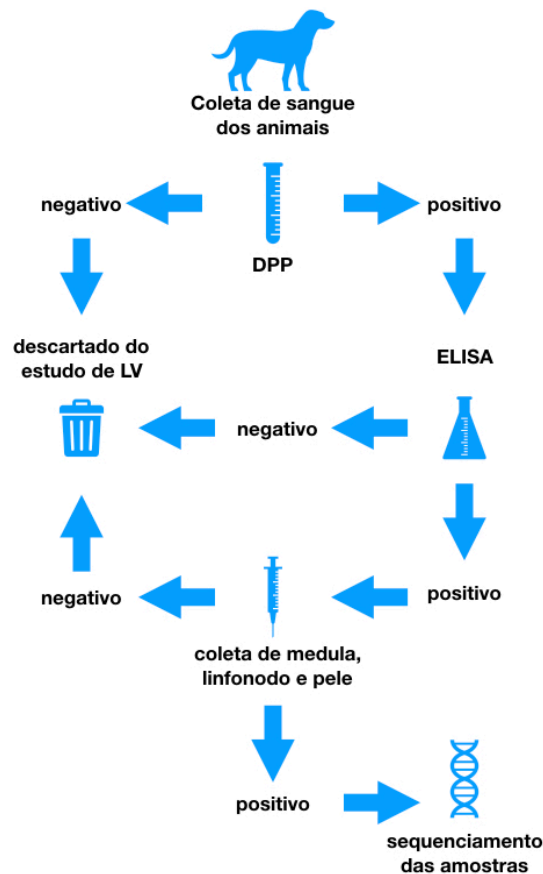 Coleta de sangue
dos animais
negativo
positivo
DPP
descartado do
estudo de LV
ELISA
negativo
negativo
positivo
coleta de medula,
linfonodo e pele
positivo
sequenciamento
das amostras